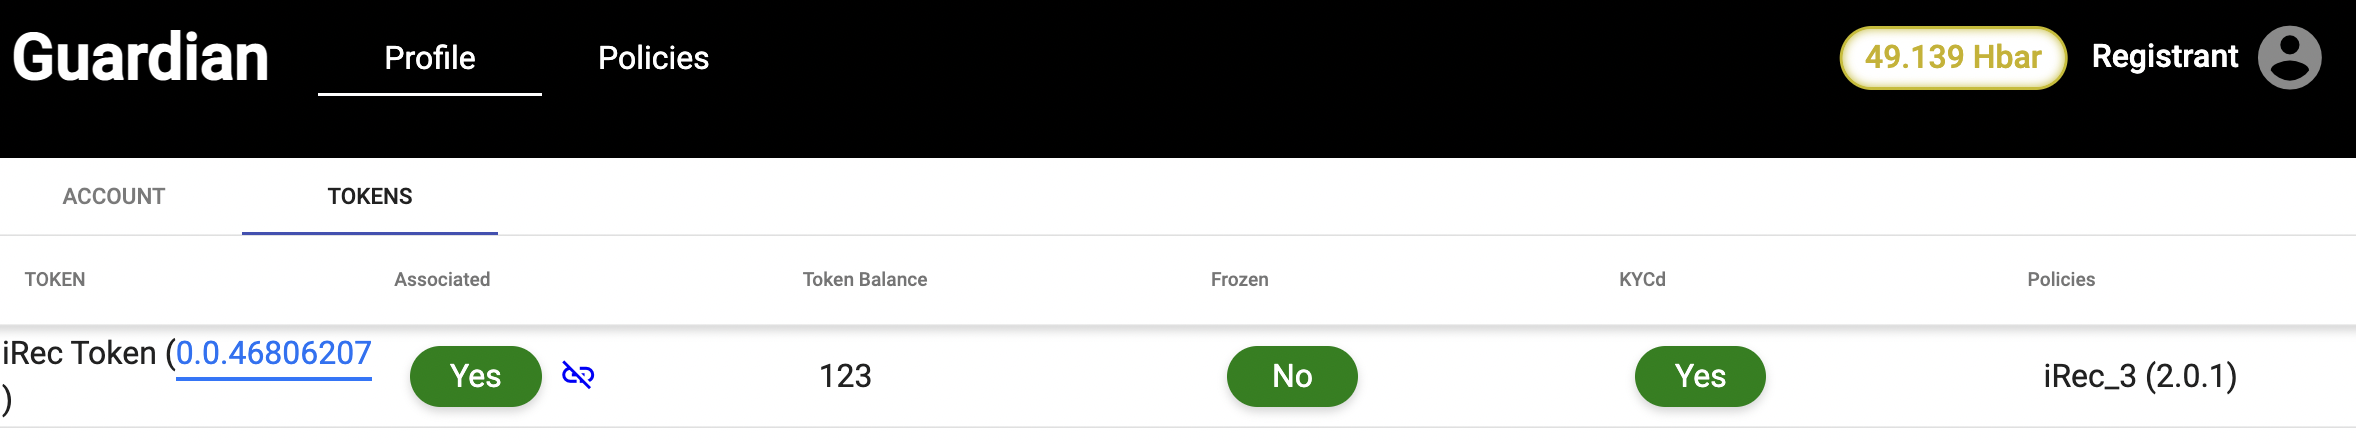 Guardian Profile Policies 49.139 Hbar Registrant
ACCOUNT TOKENS
TOKEN Associated Token Balance Frozen KYCd Policies
iRec Token (0.0.46806207
) Yes 123 No Yes iRec_3 (2.0.1)